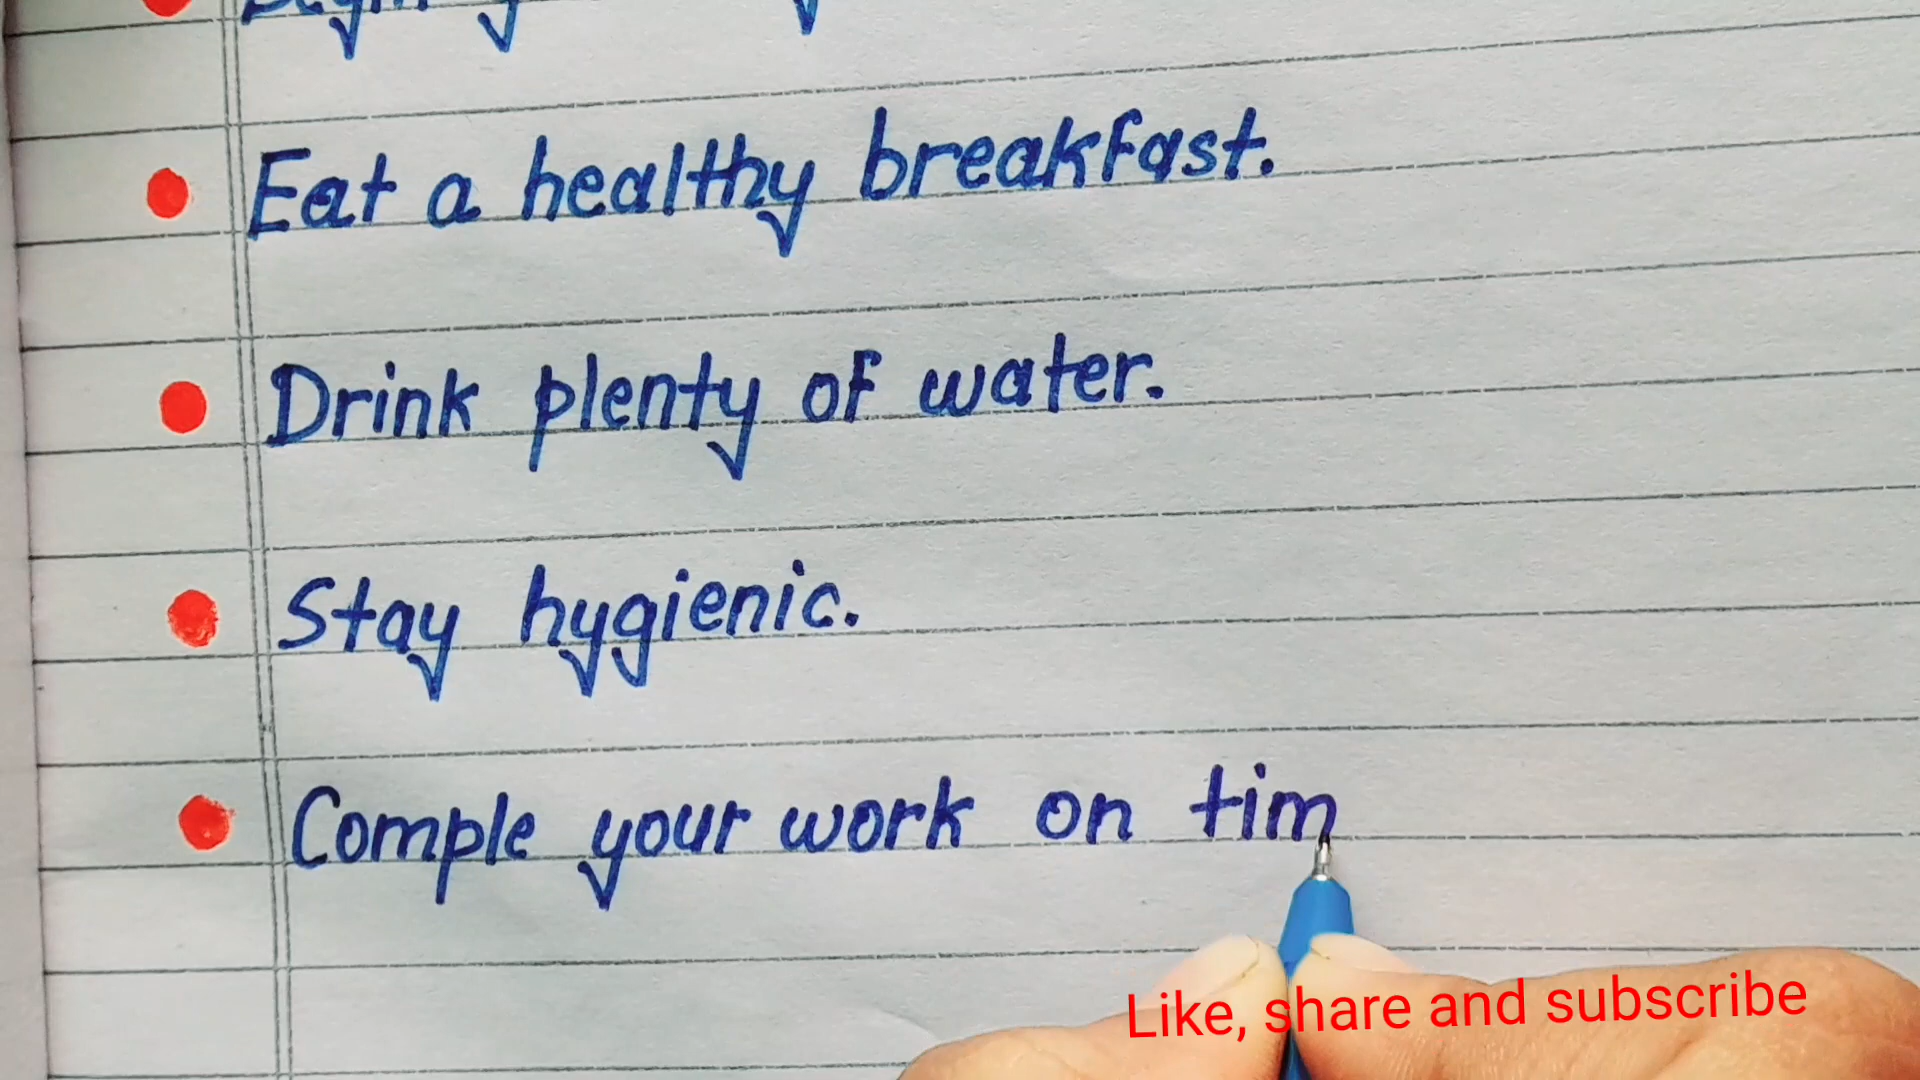 Eat a healthy breakfast.
Drink plenty of water.
Stay hygienic.
Comple your work on tim
Like, share and subscribe